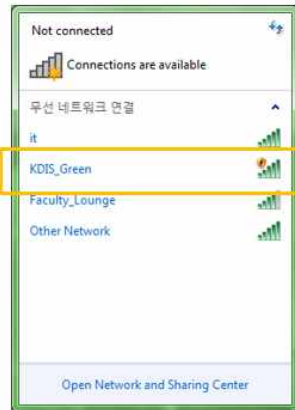 Not connected
Connections are available
무선 네트워크 연결
it
KDIS_Green
Faculty_Lounge
Other Network
Open Network and Sharing Center